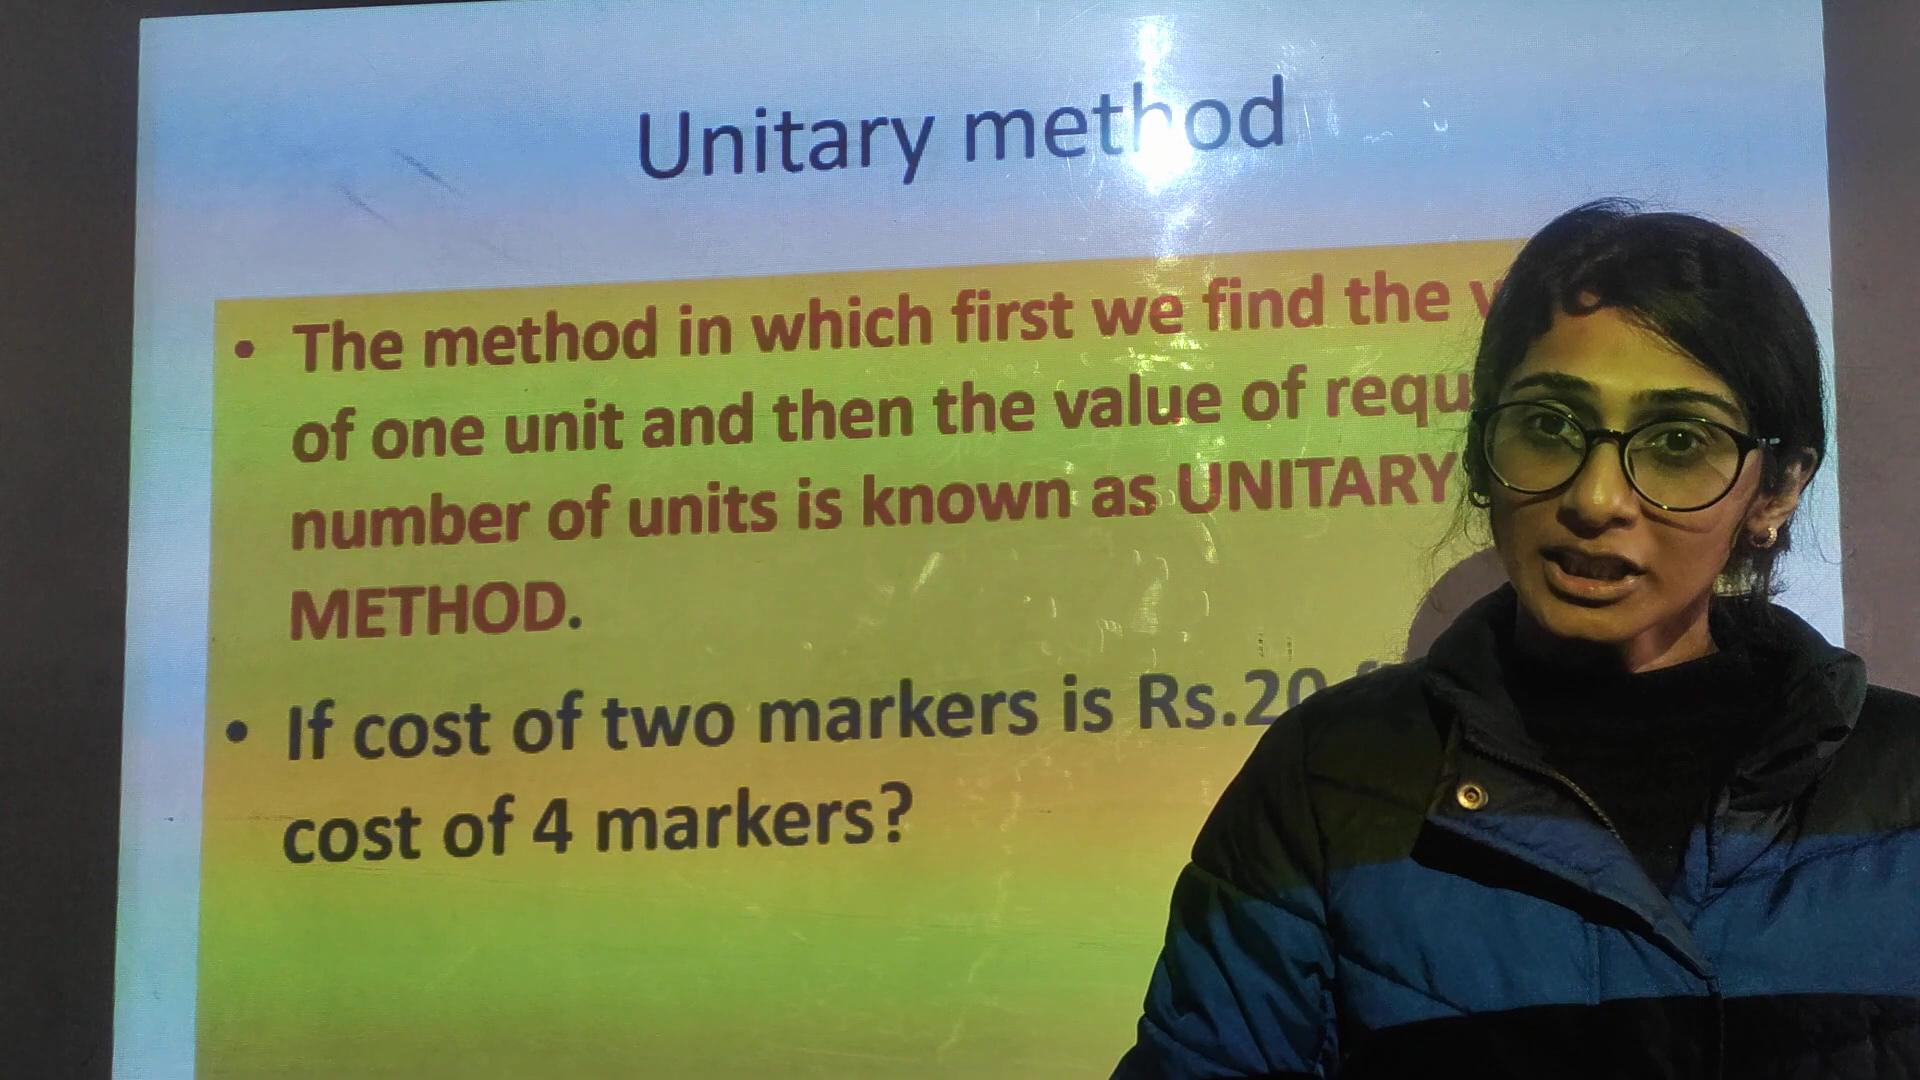 Unitary method
• The method in which first we find the
of one unit and then the value of
number of units is known as UNITARY
METHOD.
• If cost of two markers is Rs.20
cost of 4 markers?